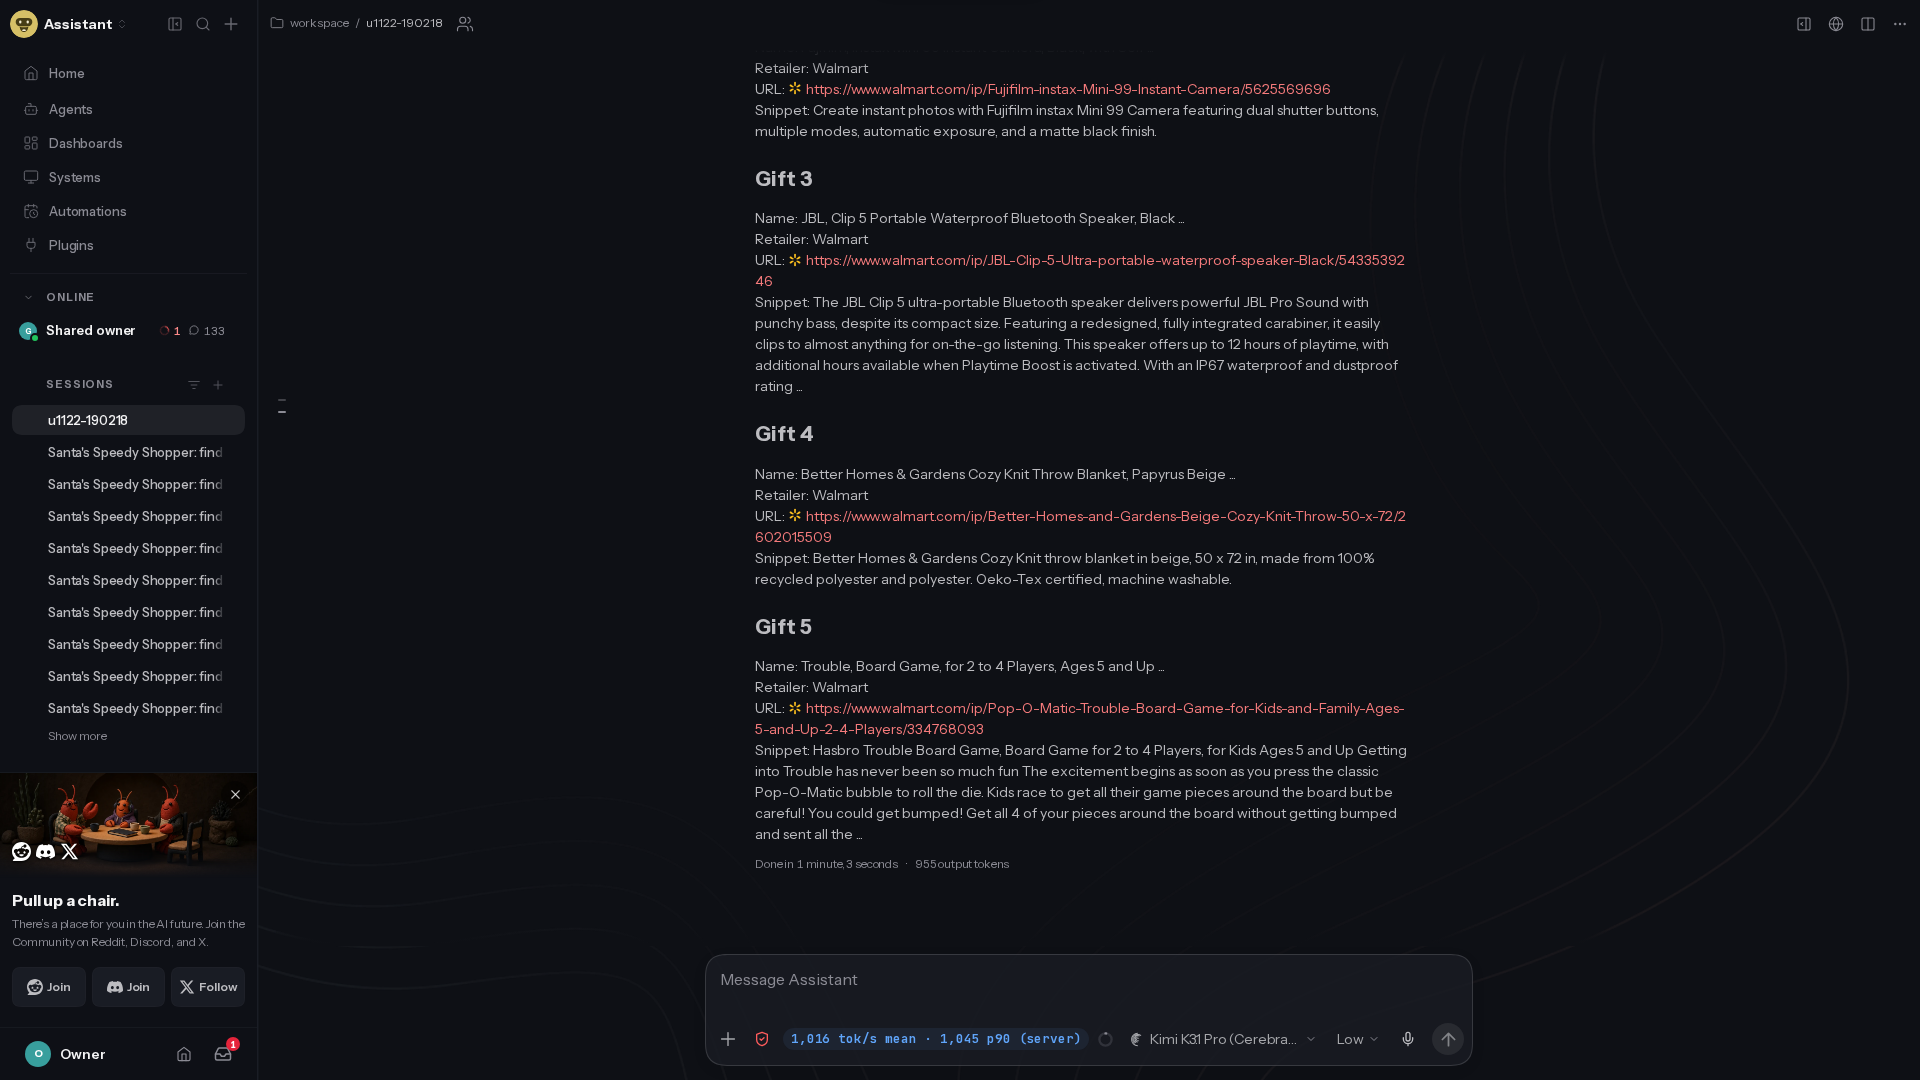 Assistant
Home
Agents
Dashboards
Systems
Automations
Plugins
ONLINE
G
Shared owner
1
133
SESSIONS
u1122-190218
Santa's Speedy Shopper: find
Santa's Speedy Shopper: find
Santa's Speedy Shopper: find
Santa's Speedy Shopper: find
Santa's Speedy Shopper: find
Santa's Speedy Shopper: find
Santa's Speedy Shopper: find
Santa's Speedy Shopper: find
Santa's Speedy Shopper: find
Show more
Pull up a chair.
There's a place for you in the AI future. Join the
Community on Reddit, Discord, and X.
Join
Join
Follow
O
Owner
1
workspace / u1122-190218
Retailer: Walmart
URL: https://www.walmart.com/ip/Fujifilm-instax-Mini-99-Instant-Camera/5625569696
Snippet: Create instant photos with Fujifilm instax Mini 99 Camera featuring dual shutter buttons,
multiple modes, automatic exposure, and a matte black finish.
Gift 3
Name: JBL, Clip 5 Portable Waterproof Bluetooth Speaker, Black ...
Retailer: Walmart
URL: https://www.walmart.com/ip/JBL-Clip-5-Ultra-portable-waterproof-speaker-Black/54335392
46
Snippet: The JBL Clip 5 ultra-portable Bluetooth speaker delivers powerful JBL Pro Sound with
punchy bass, despite its compact size. Featuring a redesigned, fully integrated carabiner, it easily
clips to almost anything for on-the-go listening. This speaker offers up to 12 hours of playtime, with
additional hours available when Playtime Boost is activated. With an IP67 waterproof and dustproof
rating ...
Gift 4
Name: Better Homes & Gardens Cozy Knit Throw Blanket, Papyrus Beige ...
Retailer: Walmart
URL: https://www.walmart.com/ip/Better-Homes-and-Gardens-Beige-Cozy-Knit-Throw-50-x-72/2
602015509
Snippet: Better Homes & Gardens Cozy Knit throw blanket in beige, 50 x 72 in, made from 100%
recycled polyester and polyester. Oeko-Tex certified, machine washable.
Gift 5
Name: Trouble, Board Game, for 2 to 4 Players, Ages 5 and Up ...
Retailer: Walmart
URL: https://www.walmart.com/ip/Pop-O-Matic-Trouble-Board-Game-for-Kids-and-Family-Ages-
5-and-Up-2-4-Players/334768093
Snippet: Hasbro Trouble Board Game, Board Game for 2 to 4 Players, for Kids Ages 5 and Up Getting
into Trouble has never been so much fun The excitement begins as soon as you press the classic
Pop-O-Matic bubble to roll the die. Kids race to get all their game pieces around the board but be
careful! You could get bumped! Get all 4 of your pieces around the board without getting bumped
and sent all the ...
Done in 1 minute, 3 seconds · 955 output tokens
Message Assistant
1,016 tok/s mean · 1,045 p90 (server)
Kimi K3.1 Pro (Cerebra...
Low